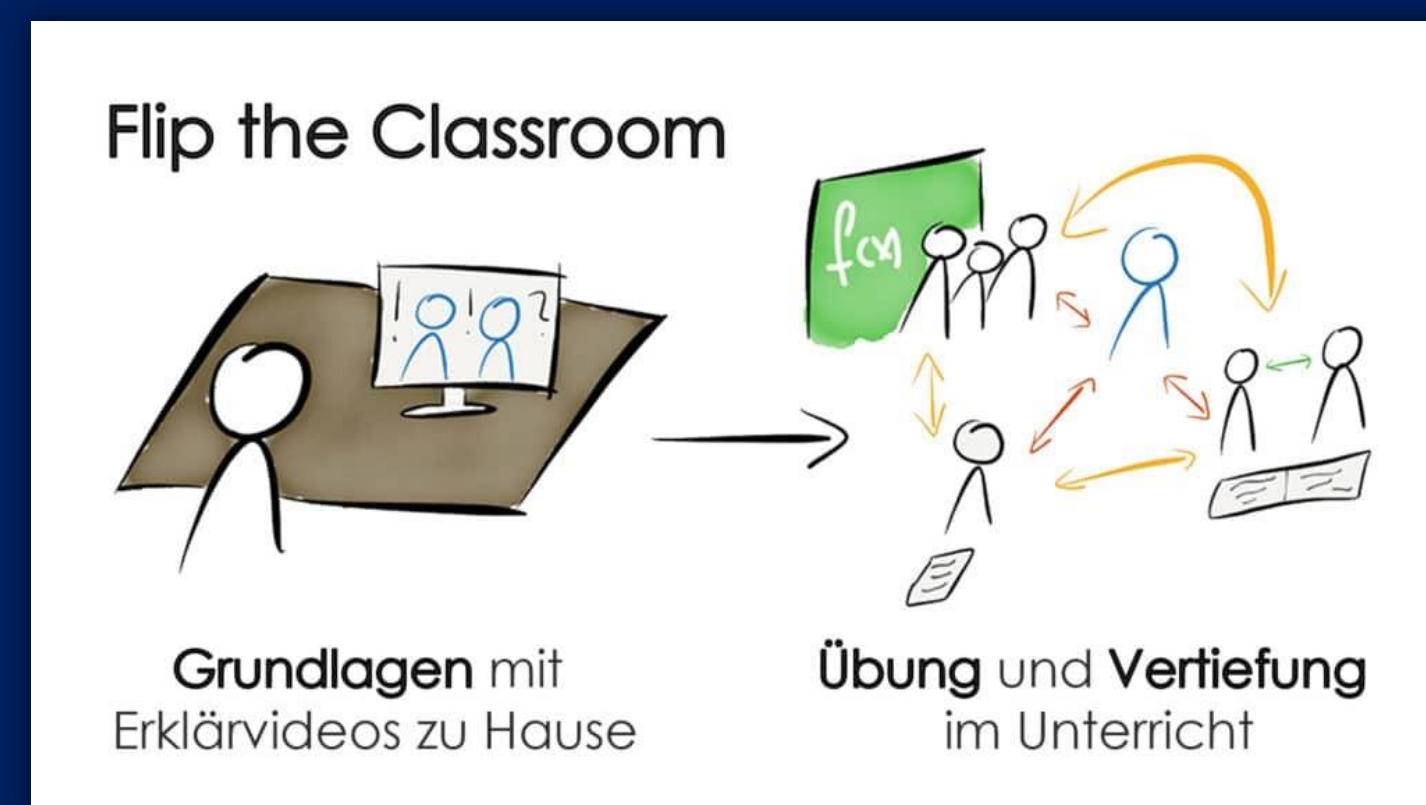 Flip the Classroom
! ! ?
f(x)
Grundlagen mit
Erklärvideos zu Hause
Übung und Vertiefung
im Unterricht